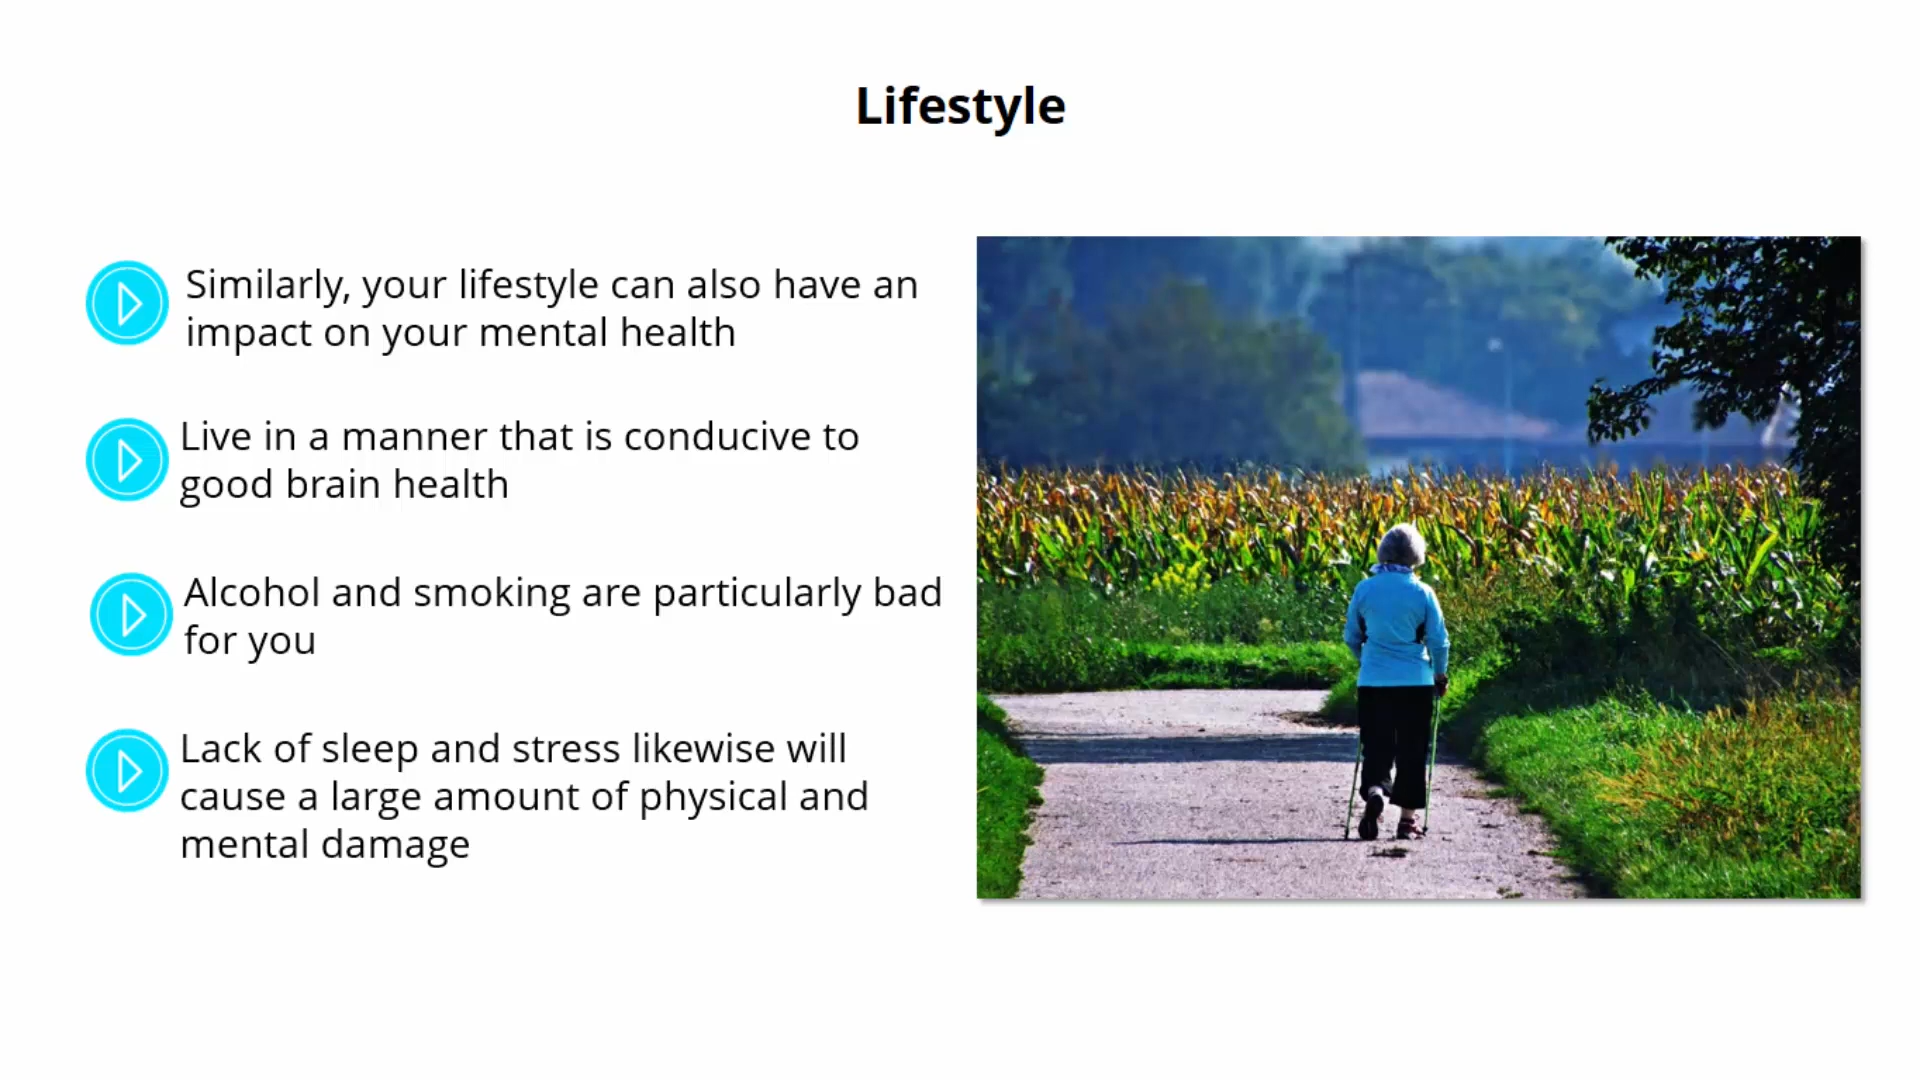 Lifestyle
Similarly, your lifestyle can also have an
impact on your mental health
Live in a manner that is conducive to
good brain health
Alcohol and smoking are particularly bad
for you
Lack of sleep and stress likewise will
cause a large amount of physical and
mental damage